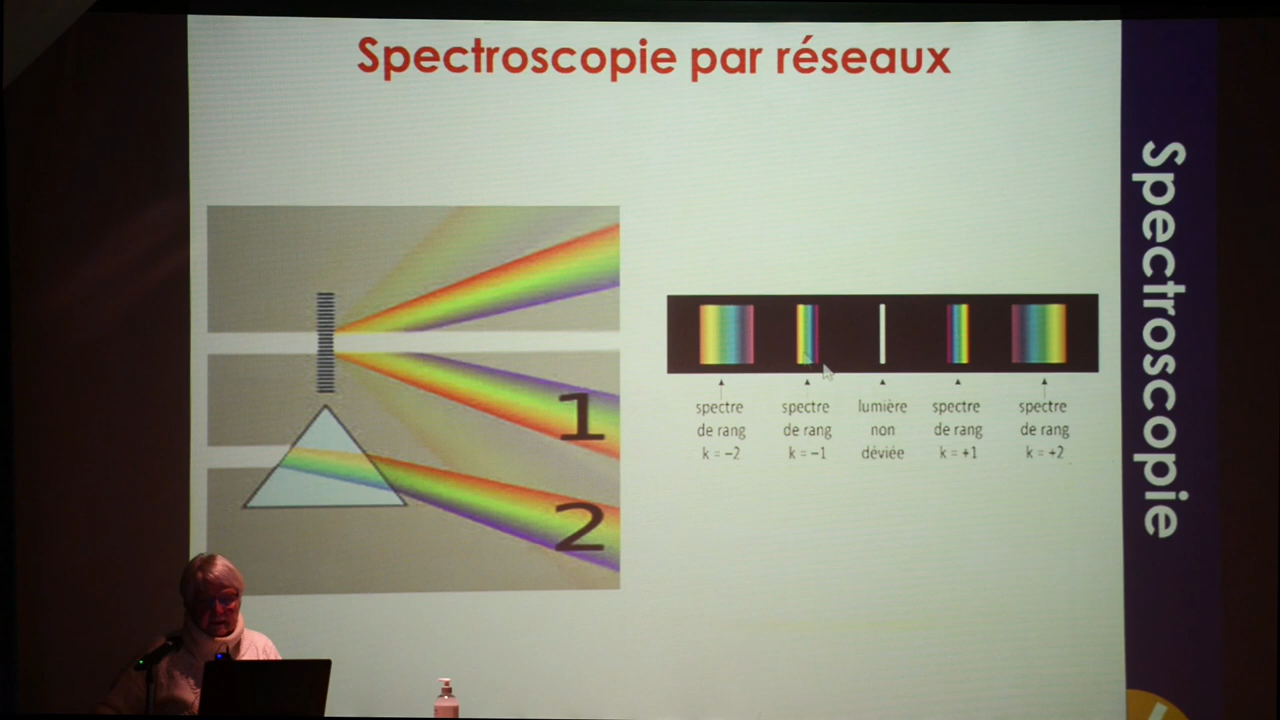 Spectroscopie par réseaux
Spectroscopie
1
2
spectre
de rang
k = –2
spectre
de rang
k = –1
lumière
non
déviée
spectre
de rang
k = +1
spectre
de rang
k = +2